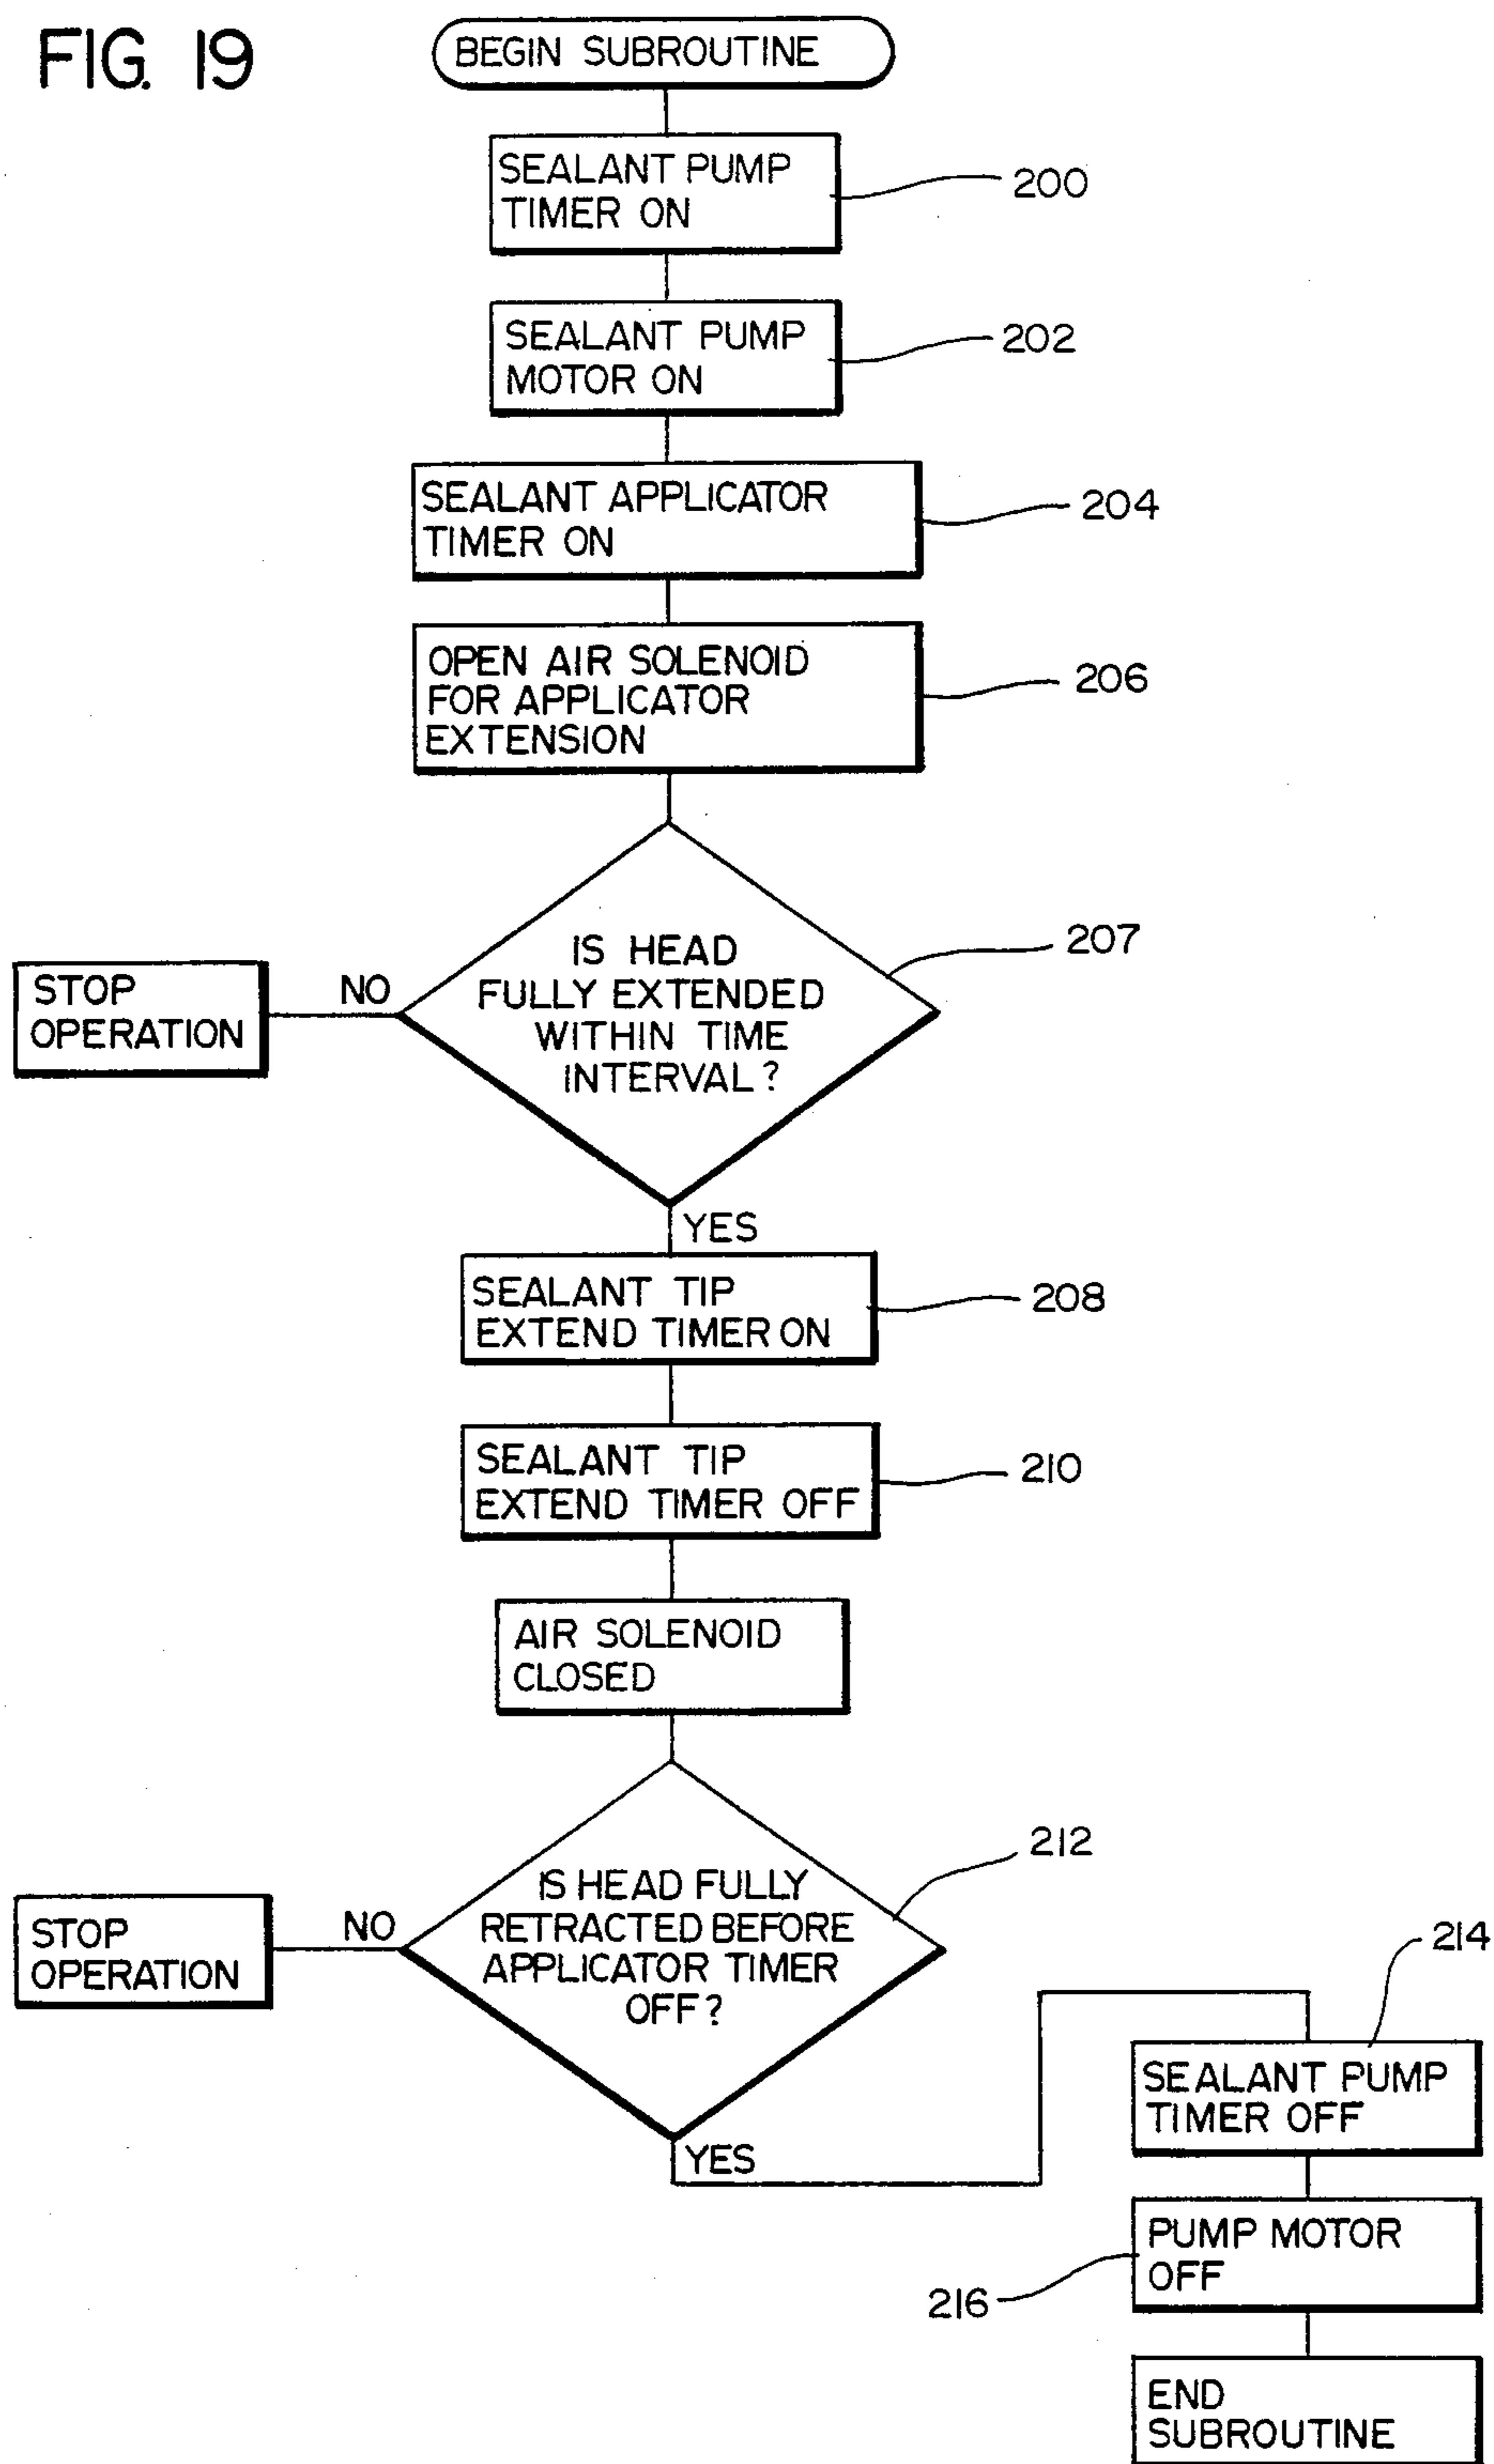 FIG. 19
BEGIN SUBROUTINE
SEALANT PUMP
TIMER ON
200
SEALANT PUMP
MOTOR ON
202
SEALANT APPLICATOR
TIMER ON
204
OPEN AIR SOLENOID
FOR APPLICATOR
EXTENSION
206
IS HEAD
FULLY EXTENDED
WITHIN TIME
INTERVAL?
207
NO
STOP
OPERATION
YES
SEALANT TIP
EXTEND TIMER ON
208
SEALANT TIP
EXTEND TIMER OFF
210
AIR SOLENOID
CLOSED
IS HEAD FULLY
RETRACTED BEFORE
APPLICATOR TIMER
OFF?
212
NO
STOP
OPERATION
YES
214
SEALANT PUMP
TIMER OFF
PUMP MOTOR
OFF
216
END
SUBROUTINE